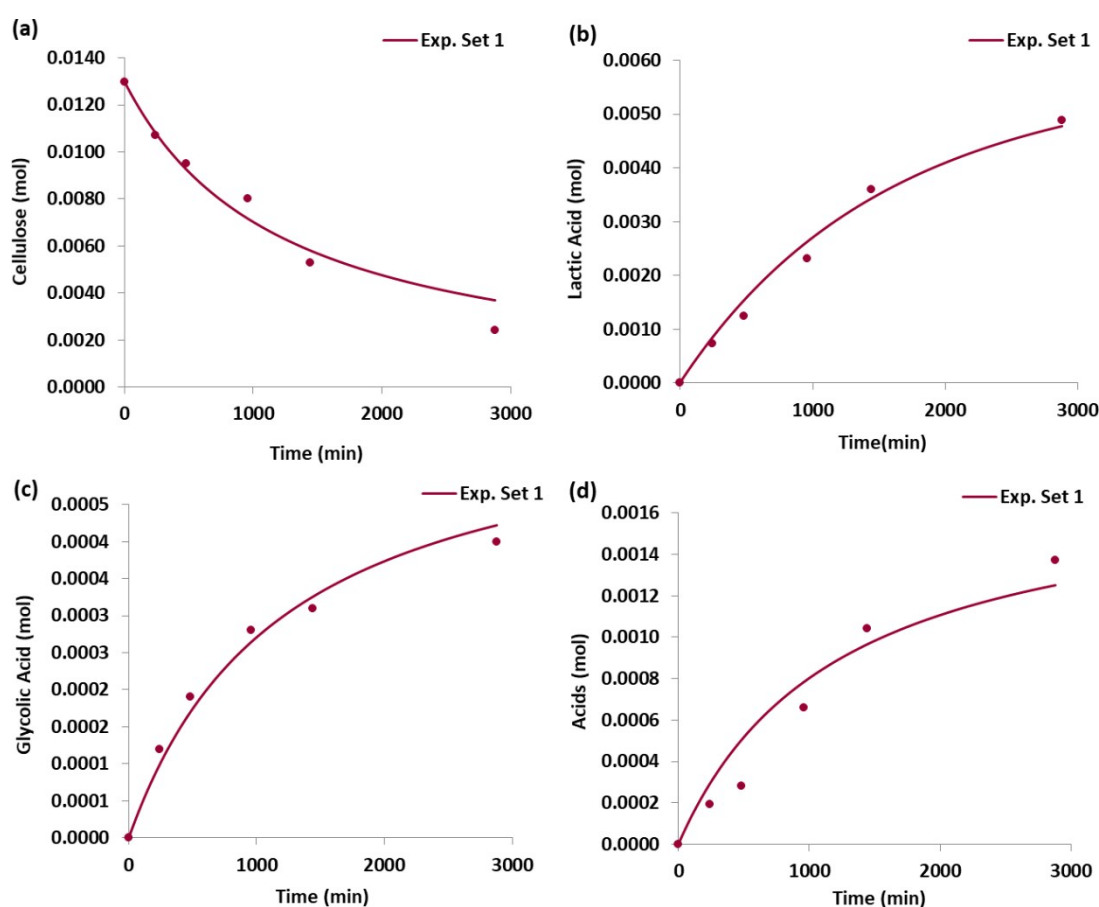 (a)
Exp. Set 1
0.0140
0.0120
0.0100
0.0080
0.0060
0.0040
0.0020
0.0000
Cellulose (mol)
0 1000 2000 3000
Time (min)
(b)
Exp. Set 1
0.0060
0.0050
0.0040
0.0030
0.0020
0.0010
0.0000
Lactic Acid (mol)
0 1000 2000 3000
Time(min)
(c)
Exp. Set 1
0.0005
0.0004
0.0004
0.0003
0.0003
0.0002
0.0002
0.0001
0.0001
0.0000
Glycolic Acid (mol)
0 1000 2000 3000
Time (min)
(d)
Exp. Set 1
0.0016
0.0014
0.0012
0.0010
0.0008
0.0006
0.0004
0.0002
0.0000
Acids (mol)
0 1000 2000 3000
Time (min)